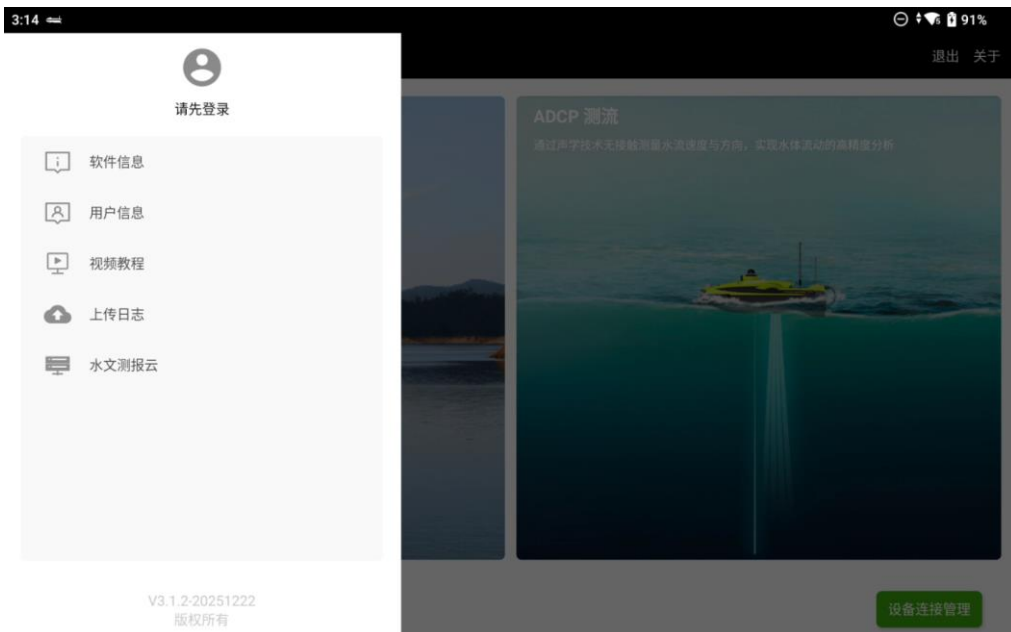 3:14
91%
退出 关于
请先登录
软件信息
用户信息
视频教程
上传日志
水文测报云
V3.1.2-20251222
版权所有
ADCP 测流
通过声学技术无接触测量水流速度与方向，实现水体流动的高精度分析
设备连接管理